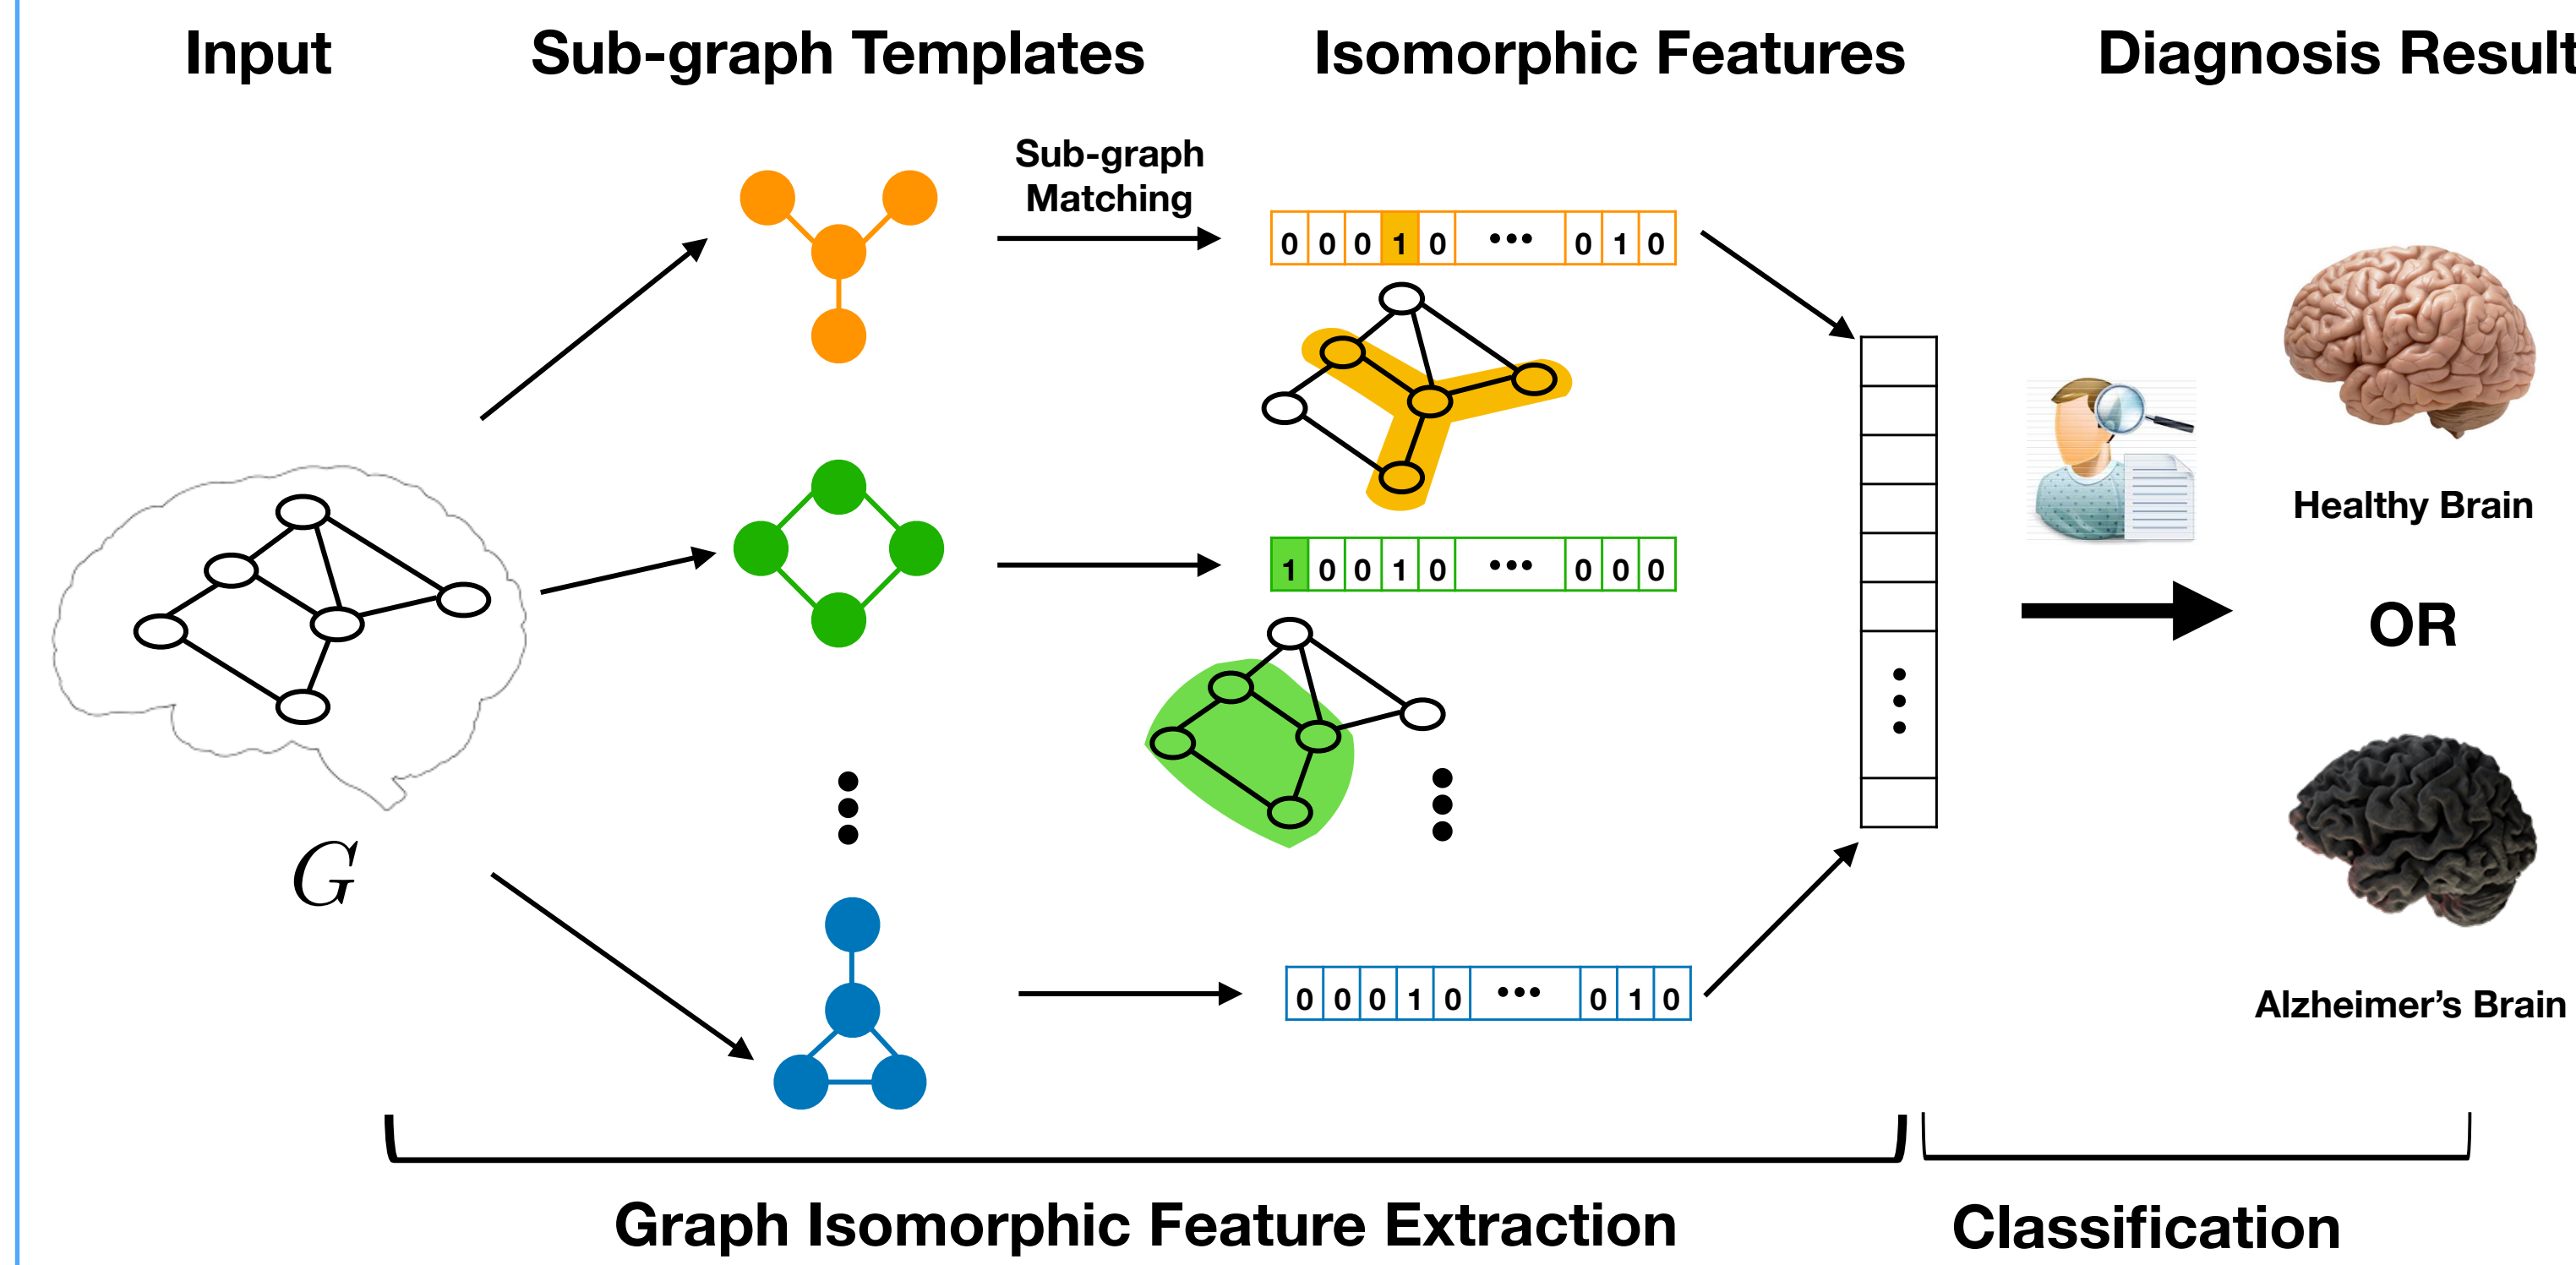 Input
Sub-graph Templates
Isomorphic Features
Diagnosis Result
Sub-graph
Matching
0 0 0 1 0 ••• 0 1 0
1 0 0 1 0 ••• 0 0 0
0 0 0 1 0 ••• 0 1 0
G
Healthy Brain
OR
Alzheimer’s Brain
Graph Isomorphic Feature Extraction
Classification